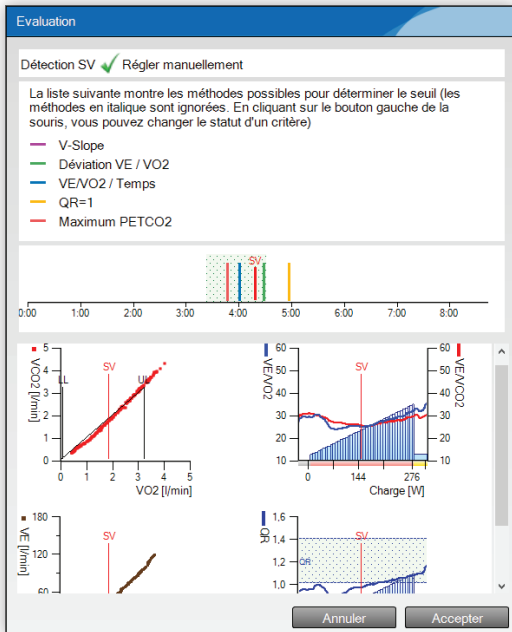 Evaluation
Détection SV Régler manuellement
La liste suivante montre les méthodes possibles pour déterminer le seuil (les
méthodes en italique sont ignorées. En cliquant sur le bouton gauche de la
souris, vous pouvez changer le statut d'un critère)
V-Slope
Déviation VE / VO2
VE/VO2 / Temps
QR=1
Maximum PETCO2
SV
0:00 1:00 2:00 3:00 4:00 5:00 6:00 7:00 8:00
VCO2 [l/min]
5
4
3
2
1
0
LL
SV
UL
0 1 2 3 4 5
VO2 [l/min]
VE/VO2
60
50
40
30
20
10
SV
60
50
40
30
20
10
VE/VCO2
0 144 276
Charge [W]
VE [l/min]
180
120
60
SV
QR
1,6
1,4
1,2
1,0
QR
SV
Annuler Accepter